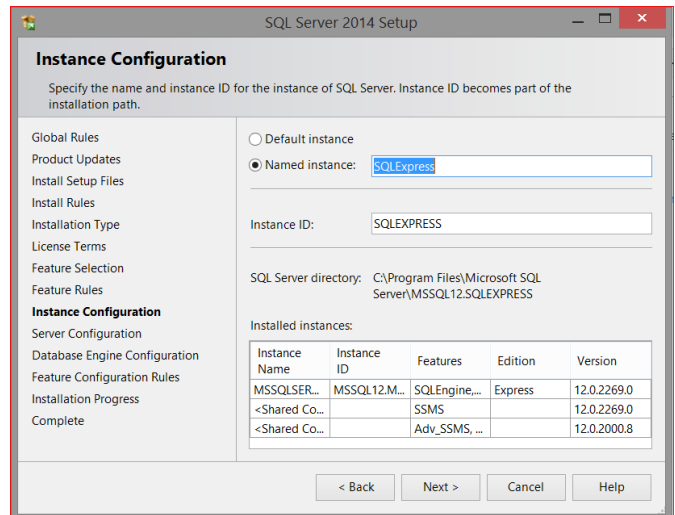 SQL Server 2014 Setup
Instance Configuration
Specify the name and instance ID for the instance of SQL Server. Instance ID becomes part of the
installation path.
Global Rules
Product Updates
Install Setup Files
Install Rules
Installation Type
License Terms
Feature Selection
Feature Rules
Instance Configuration
Server Configuration
Database Engine Configuration
Feature Configuration Rules
Installation Progress
Complete
Default instance
Named instance: SQLExpress
Instance ID: SQLEXPRESS
SQL Server directory: C:\Program Files\Microsoft SQL
Server\MSSQL12.SQLEXPRESS
Installed instances:
Instance Name Instance ID Features Edition Version
MSSQLSER... MSSQL12.M... SQLEngine,... Express 12.0.2269.0
<Shared Co... SSMS 12.0.2269.0
<Shared Co... Adv_SSMS, ... 12.0.2000.8
< Back Next > Cancel Help